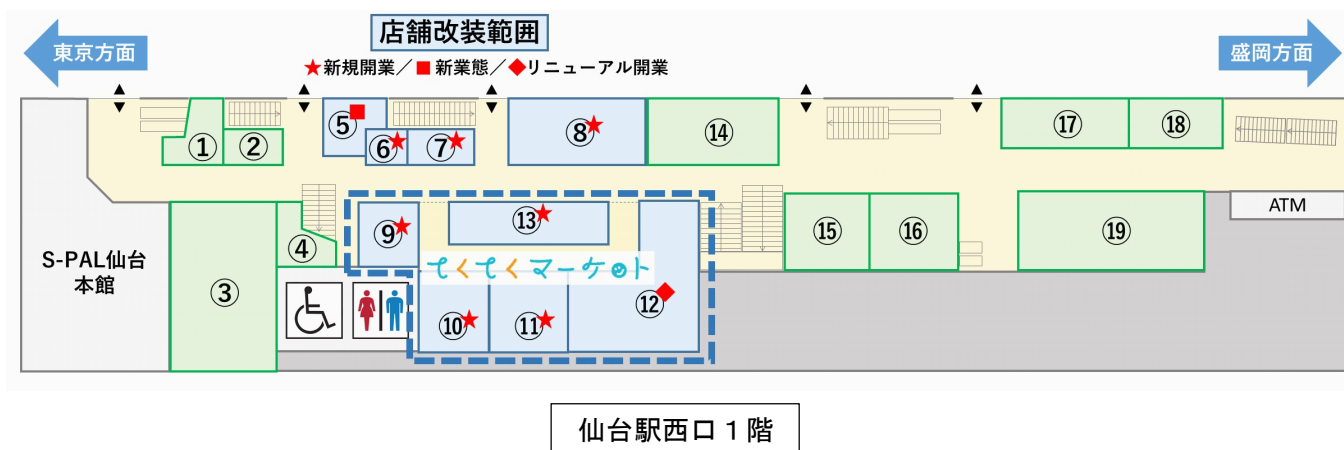 店舗改装範囲
東京方面
盛岡方面
★新規開業／■新業態／◆リニューアル開業
① ② ⑤■ ⑥★ ⑦★ ⑧★ ⑭ ⑰ ⑱
S-PAL仙台
本館
③ ④ ⑨★ ⑬★ ⑮ ⑯ ⑲
ATM
てくてくマーケット
⑩★ ⑪★ ⑫◆
仙台駅西口１階